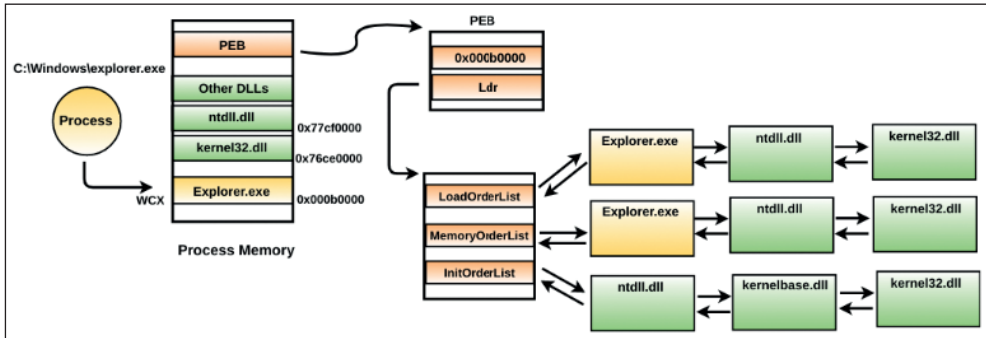 PEB
C:\Windows\explorer.exe
Process
WCX
PEB
Other DLLs
ntdll.dll
0x77cf0000
kernel32.dll
0x76ce0000
Explorer.exe
0x000b0000
Process Memory
0x000b0000
Ldr
LoadOrderList
MemoryOrderList
InitOrderList
Explorer.exe
ntdll.dll
kernel32.dll
Explorer.exe
ntdll.dll
kernel32.dll
ntdll.dll
kernelbase.dll
kernel32.dll